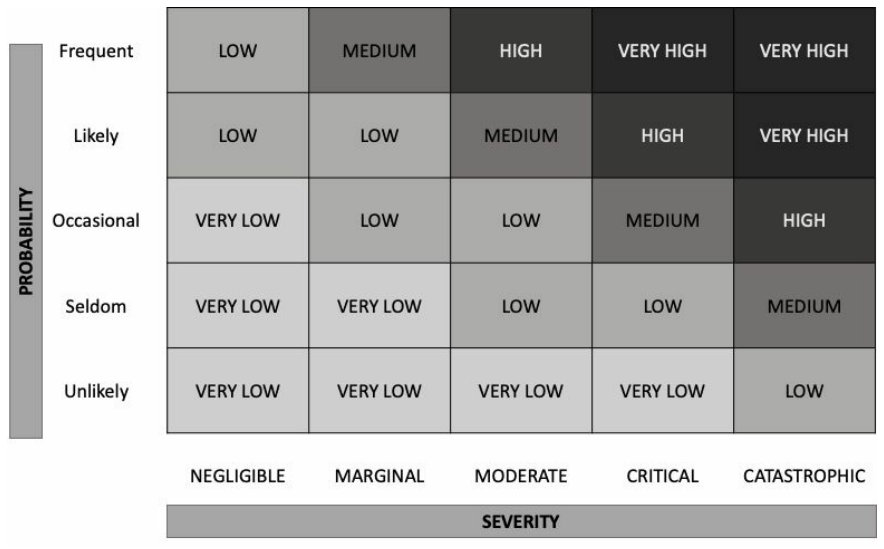 Frequent LOW MEDIUM HIGH VERY HIGH VERY HIGH
Likely LOW LOW MEDIUM HIGH VERY HIGH
PROBABILITY
Occasional VERY LOW LOW LOW MEDIUM HIGH
Seldom VERY LOW VERY LOW LOW LOW MEDIUM
Unlikely VERY LOW VERY LOW VERY LOW VERY LOW LOW
NEGLIGIBLE MARGINAL MODERATE CRITICAL CATASTROPHIC
SEVERITY